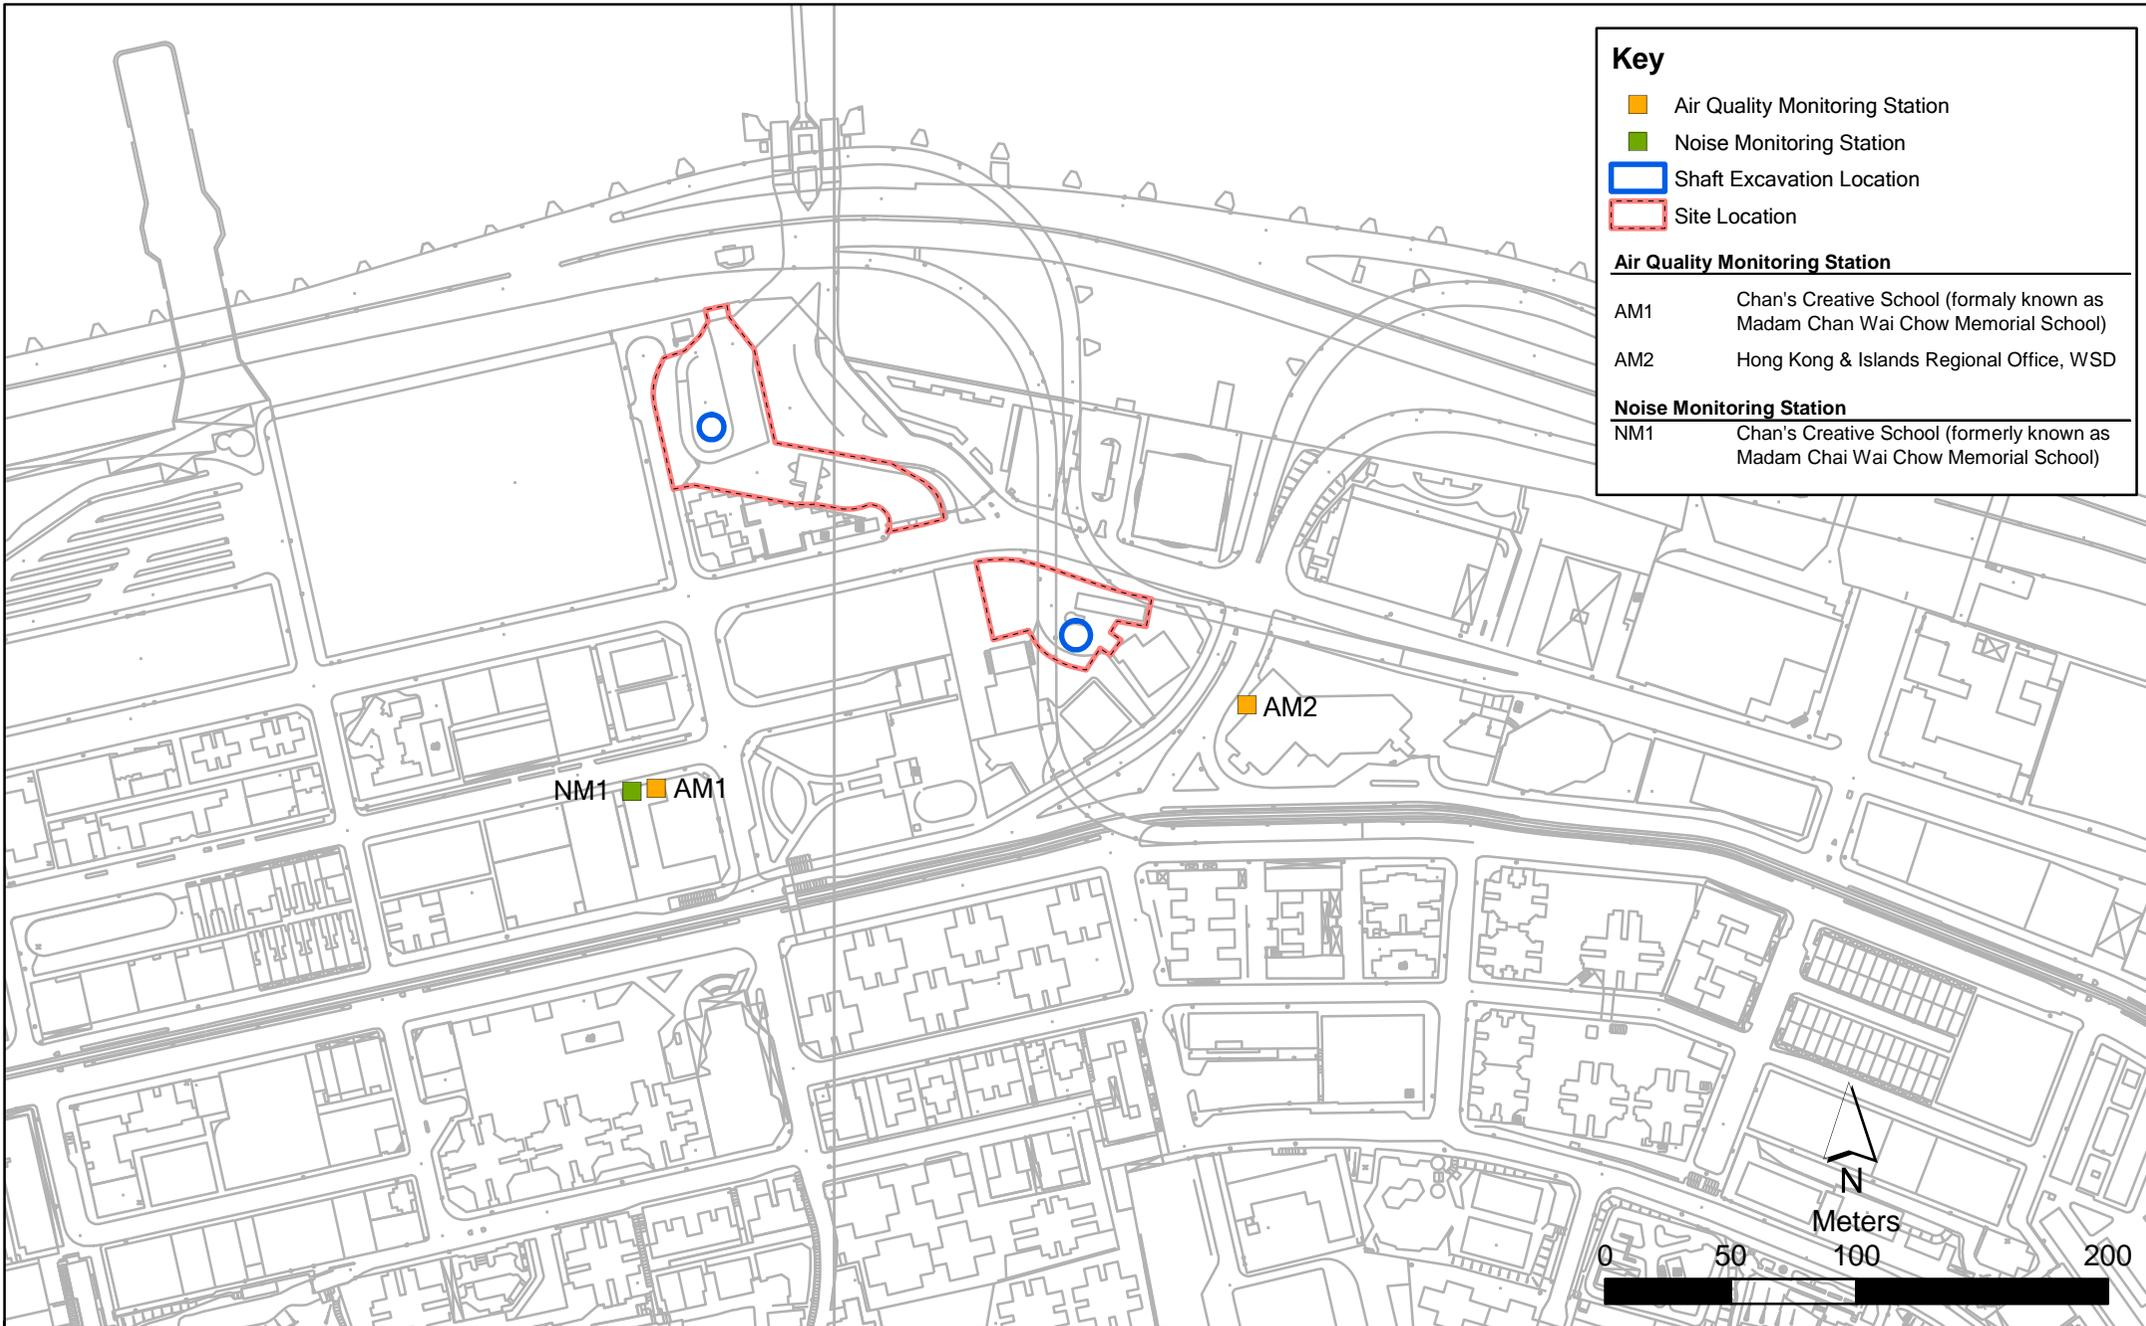 Key
Air Quality Monitoring Station
Noise Monitoring Station
Shaft Excavation Location
Site Location
Air Quality Monitoring Station
AM1 Chan's Creative School (formaly known as
Madam Chan Wai Chow Memorial School)
AM2 Hong Kong & Islands Regional Office, WSD
Noise Monitoring Station
NM1 Chan's Creative School (formerly known as
Madam Chai Wai Chow Memorial School)
AM2
NM1 AM1
N
Meters
0 50 100 200